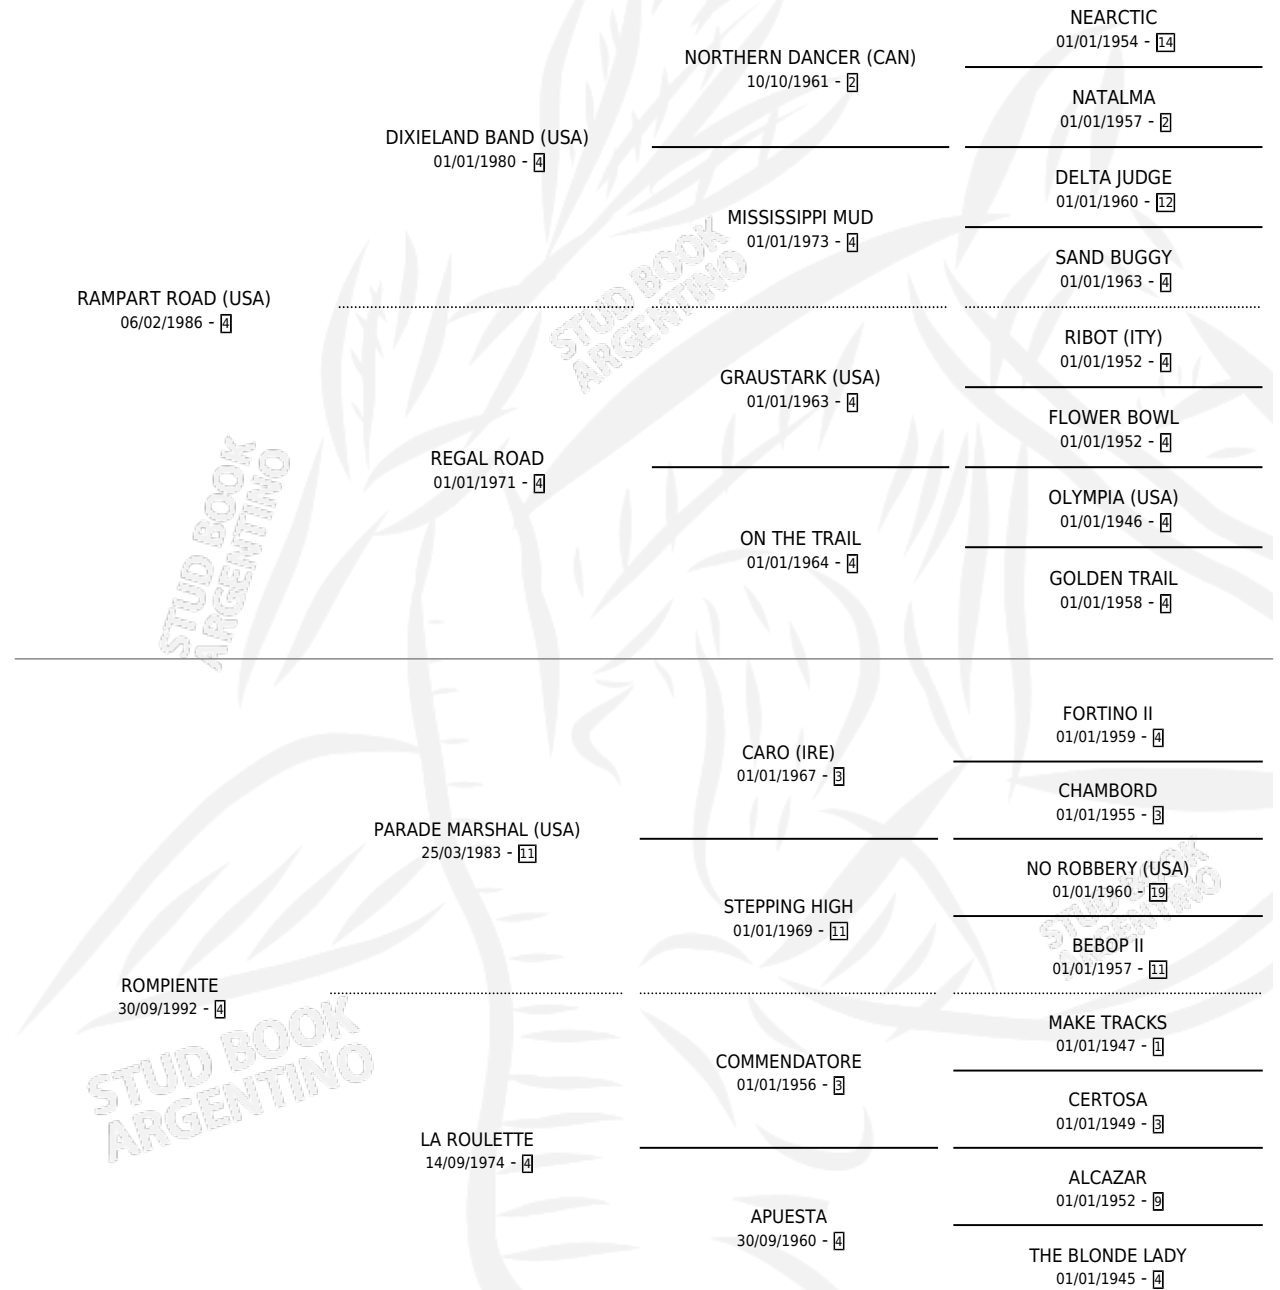 NEARCTIC
01/01/1954 - 14
NORTHERN DANCER (CAN)
10/10/1961 - 2
NATALMA
01/01/1957 - 2
DIXIELAND BAND (USA)
01/01/1980 - 4
DELTA JUDGE
01/01/1960 - 12
MISSISSIPPI MUD
01/01/1973 - 4
SAND BUGGY
01/01/1963 - 4
STUD BOOK
ARGENTINO
RAMPART ROAD (USA)
06/02/1986 - 4
RIBOT (ITY)
01/01/1952 - 4
GRAUSTARK (USA)
01/01/1963 - 4
FLOWER BOWL
01/01/1952 - 4
REGAL ROAD
01/01/1971 - 4
OLYMPIA (USA)
01/01/1946 - 4
ON THE TRAIL
01/01/1964 - 4
GOLDEN TRAIL
01/01/1958 - 4
STUD BOOK
ARGENTINO
FORTINO II
01/01/1959 - 4
CARO (IRE)
01/01/1967 - 3
CHAMBORD
01/01/1955 - 3
PARADE MARSHAL (USA)
25/03/1983 - 11
NO ROBBERY (USA)
01/01/1960 - 19
STEPPING HIGH
01/01/1969 - 11
BEBOP II
01/01/1957 - 11
STUD BOOK
ARGENTINO
ROMPIENTE
30/09/1992 - 4
MAKE TRACKS
01/01/1947 - 1
COMMENDATORE
01/01/1956 - 3
CERTOSA
01/01/1949 - 3
STUD BOOK
ARGENTINO
LA ROULETTE
14/09/1974 - 4
ALCAZAR
01/01/1952 - 9
APUESTA
30/09/1960 - 4
THE BLONDE LADY
01/01/1945 - 4